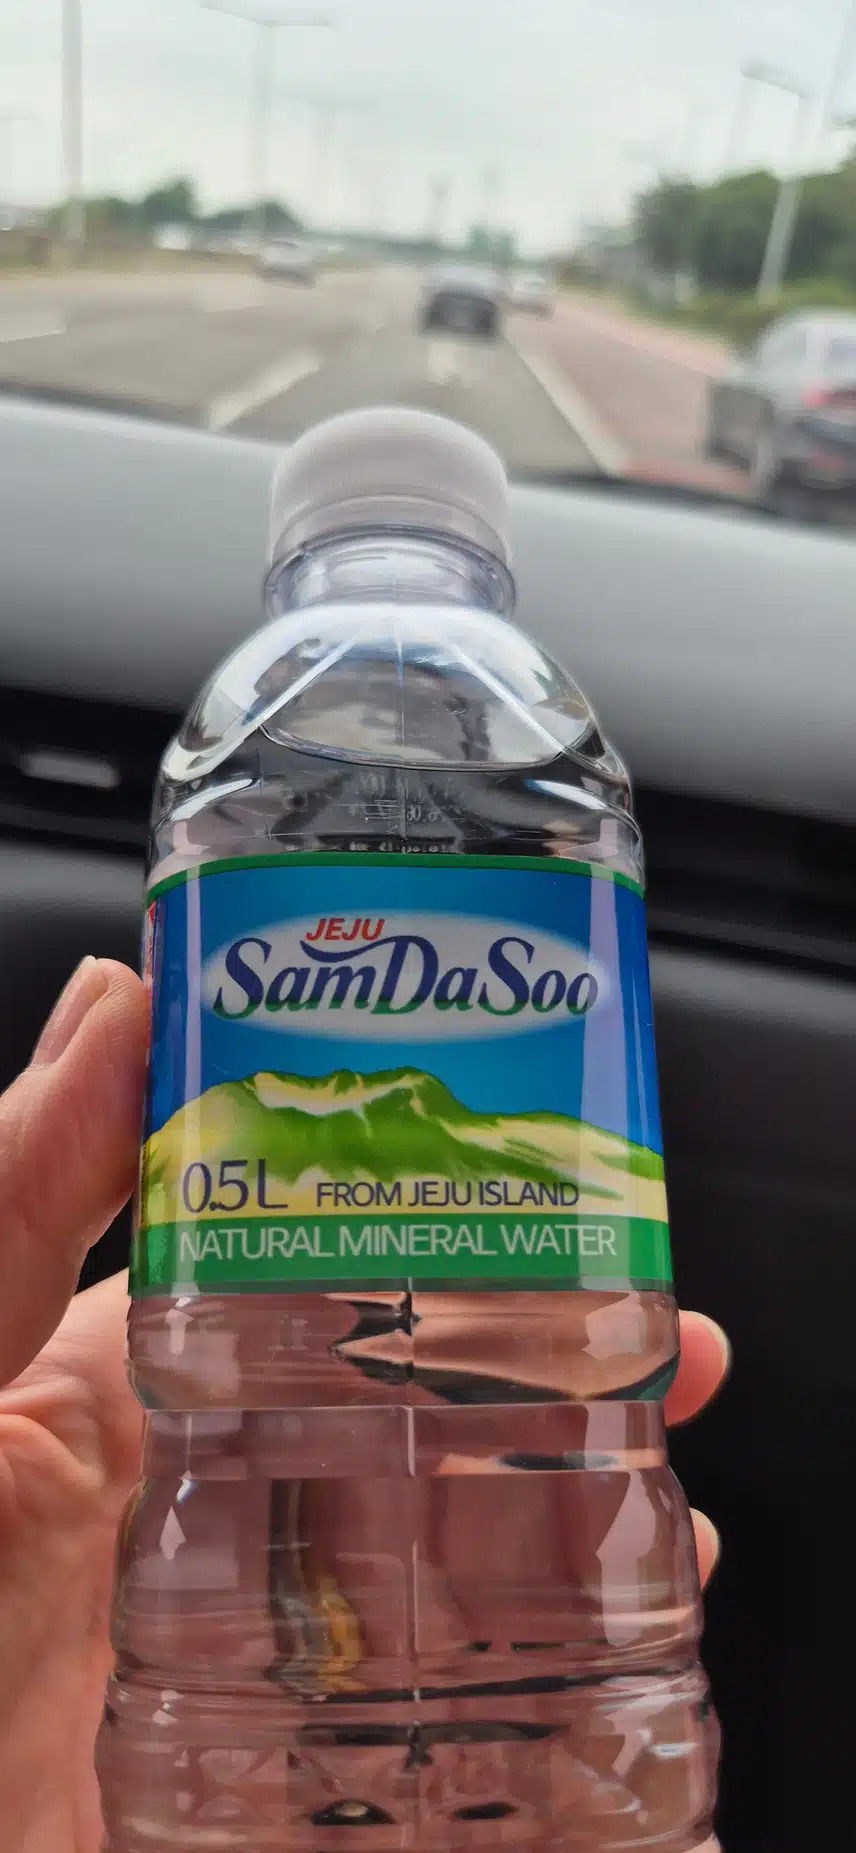 JEJU
SamDaSoo
0.5L FROM JEJU ISLAND
NATURAL MINERAL WATER